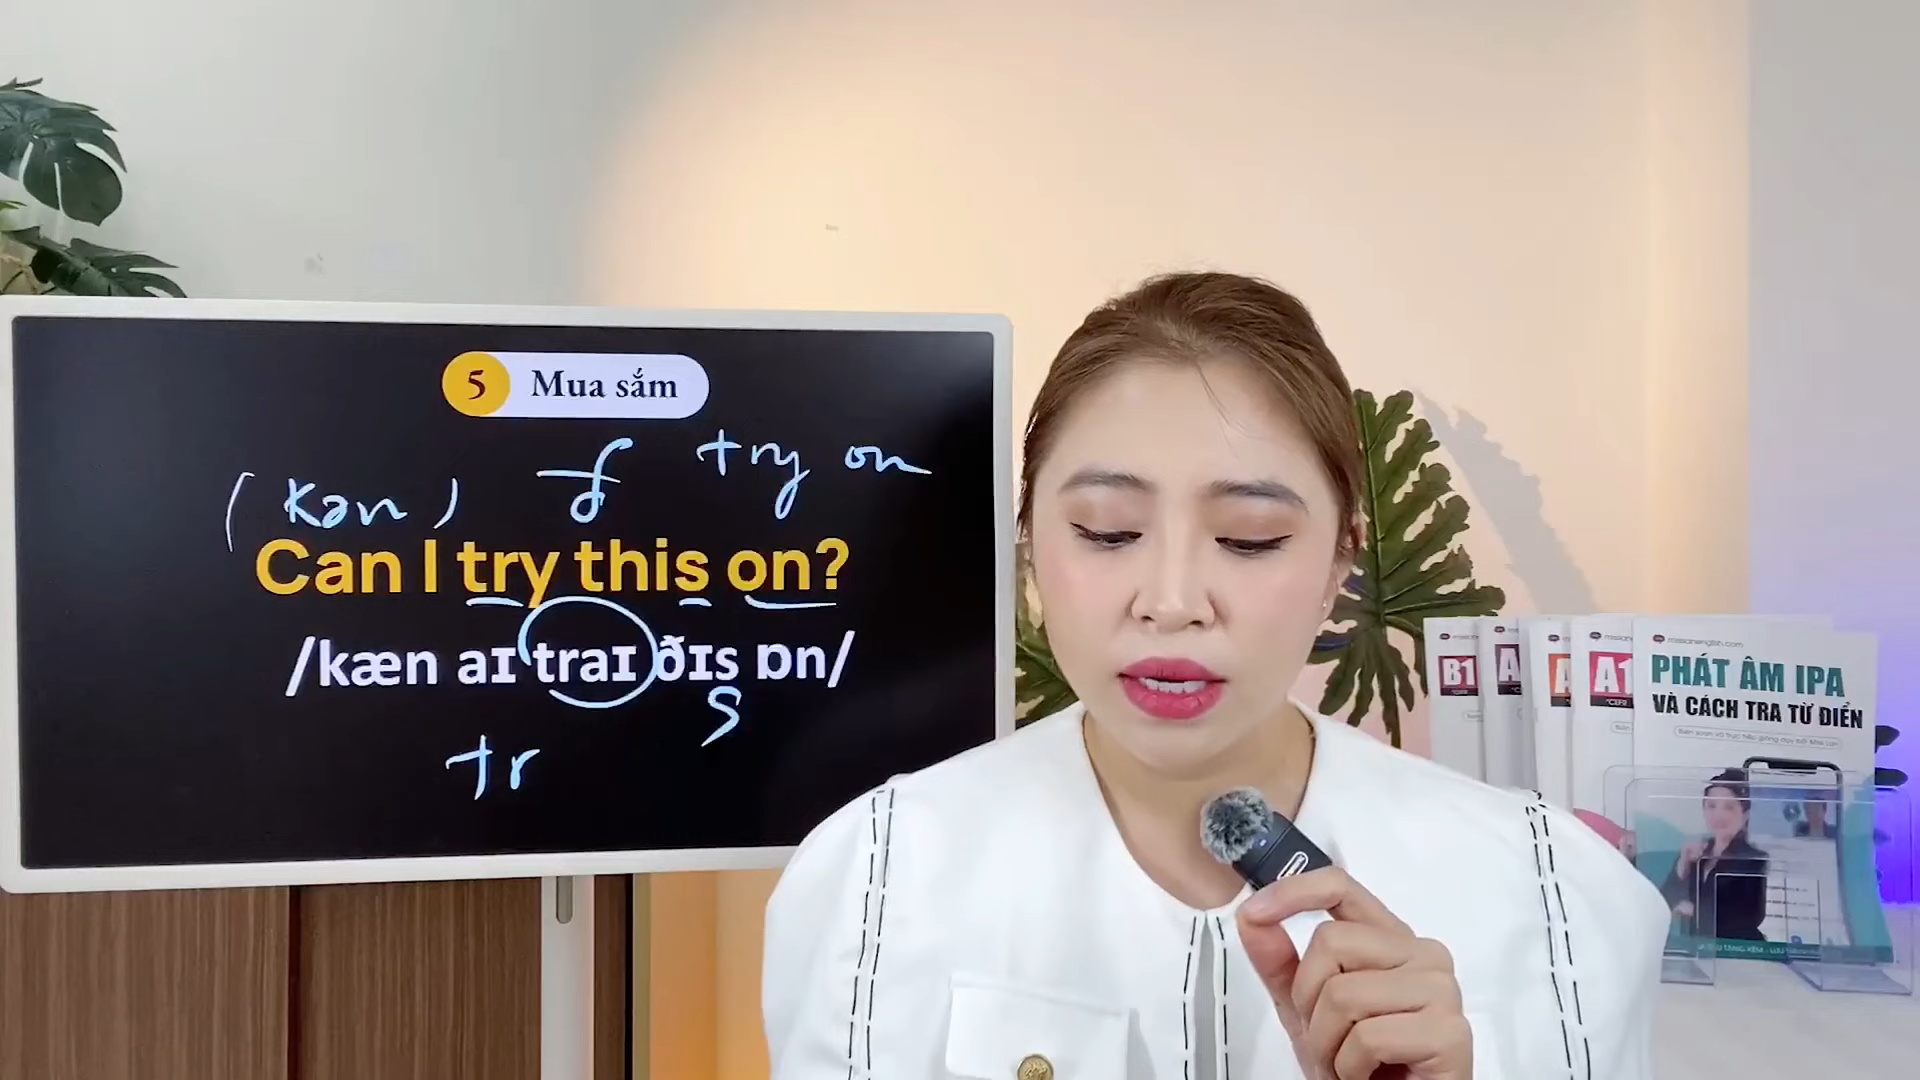 5 Mua sắm
try on
(kən)
Can I try this on?
/kæn aɪ traɪ ðɪs ɒn/
s
tr
B1
A
A
A1
PHÁT ÂM IPA
VÀ CÁCH TRA TỪ ĐIỂN